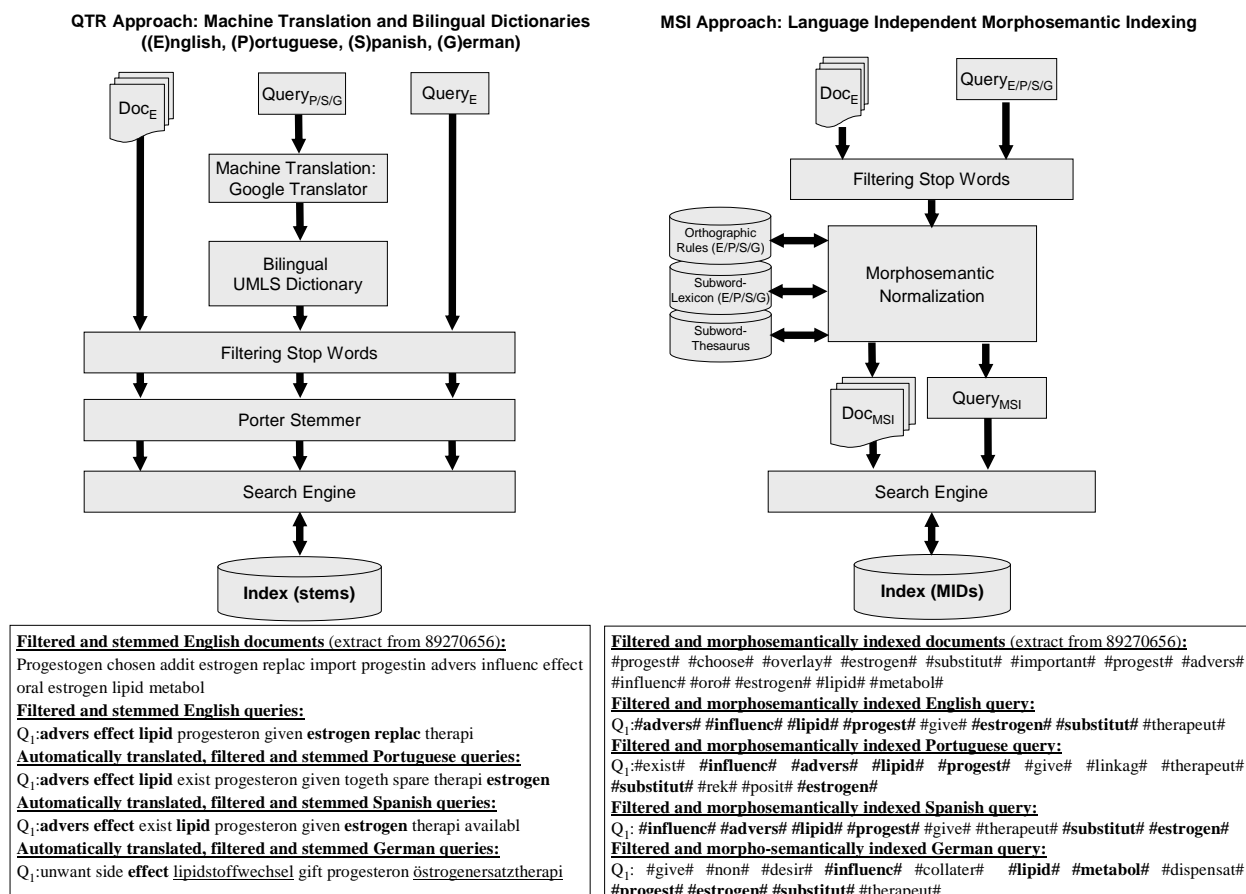 QTR Approach: Machine Translation and Bilingual Dictionaries
((E)nglish, (P)ortuguese, (S)panish, (G)erman)
Doc_E
Query_P/S/G
Query_E
Machine Translation:
Google Translator
Bilingual
UMLS Dictionary
Filtering Stop Words
Porter Stemmer
Search Engine
Index (stems)
Filtered and stemmed English documents (extract from 89270656):
Progestogen chosen addit estrogen replac import progestin advers influenc effect
oral estrogen lipid metabol
Filtered and stemmed English queries:
Q1:advers effect lipid progesteron given estrogen replac therapi
Automatically translated, filtered and stemmed Portuguese queries:
Q1:advers effect lipid exist progesteron given togeth spare therapi estrogen
Automatically translated, filtered and stemmed Spanish queries:
Q1:advers effect exist lipid progesteron given estrogen therapi availabl
Automatically translated, filtered and stemmed German queries:
Q1:unwant side effect lipidstoffwechsel gift progesteron östrogenersatztherapi
MSI Approach: Language Independent Morphosemantic Indexing
Doc_E
Query_E/P/S/G
Filtering Stop Words
Orthographic
Rules (E/P/S/G)
Subword-
Lexicon (E/P/S/G)
Subword-
Thesaurus
Morphosemantic
Normalization
Doc_MSI
Query_MSI
Search Engine
Index (MIDs)
Filtered and morphosemantically indexed documents (extract from 89270656):
#progest# #choose# #overlay# #estrogen# #substitut# #important# #progest# #advers#
#influenc# #oro# #estrogen# #lipid# #metabol#
Filtered and morphosemantically indexed English query:
Q1:#advers# #influenc# #lipid# #progest# #give# #estrogen# #substitut# #therapeut#
Filtered and morphosemantically indexed Portuguese query:
Q1:#exist# #influenc# #advers# #lipid# #progest# #give# #linkag# #therapeut#
#substitut# #rek# #posit# #estrogen#
Filtered and morphosemantically indexed Spanish query:
Q1: #influenc# #advers# #lipid# #progest# #give# #therapeut# #substitut# #estrogen#
Filtered and morpho-semantically indexed German query:
Q1: #give# #non# #desir# #influenc# #collater# #lipid# #metabol# #dispensat#
#progest# #estrogen# #substitut# #therapeut#